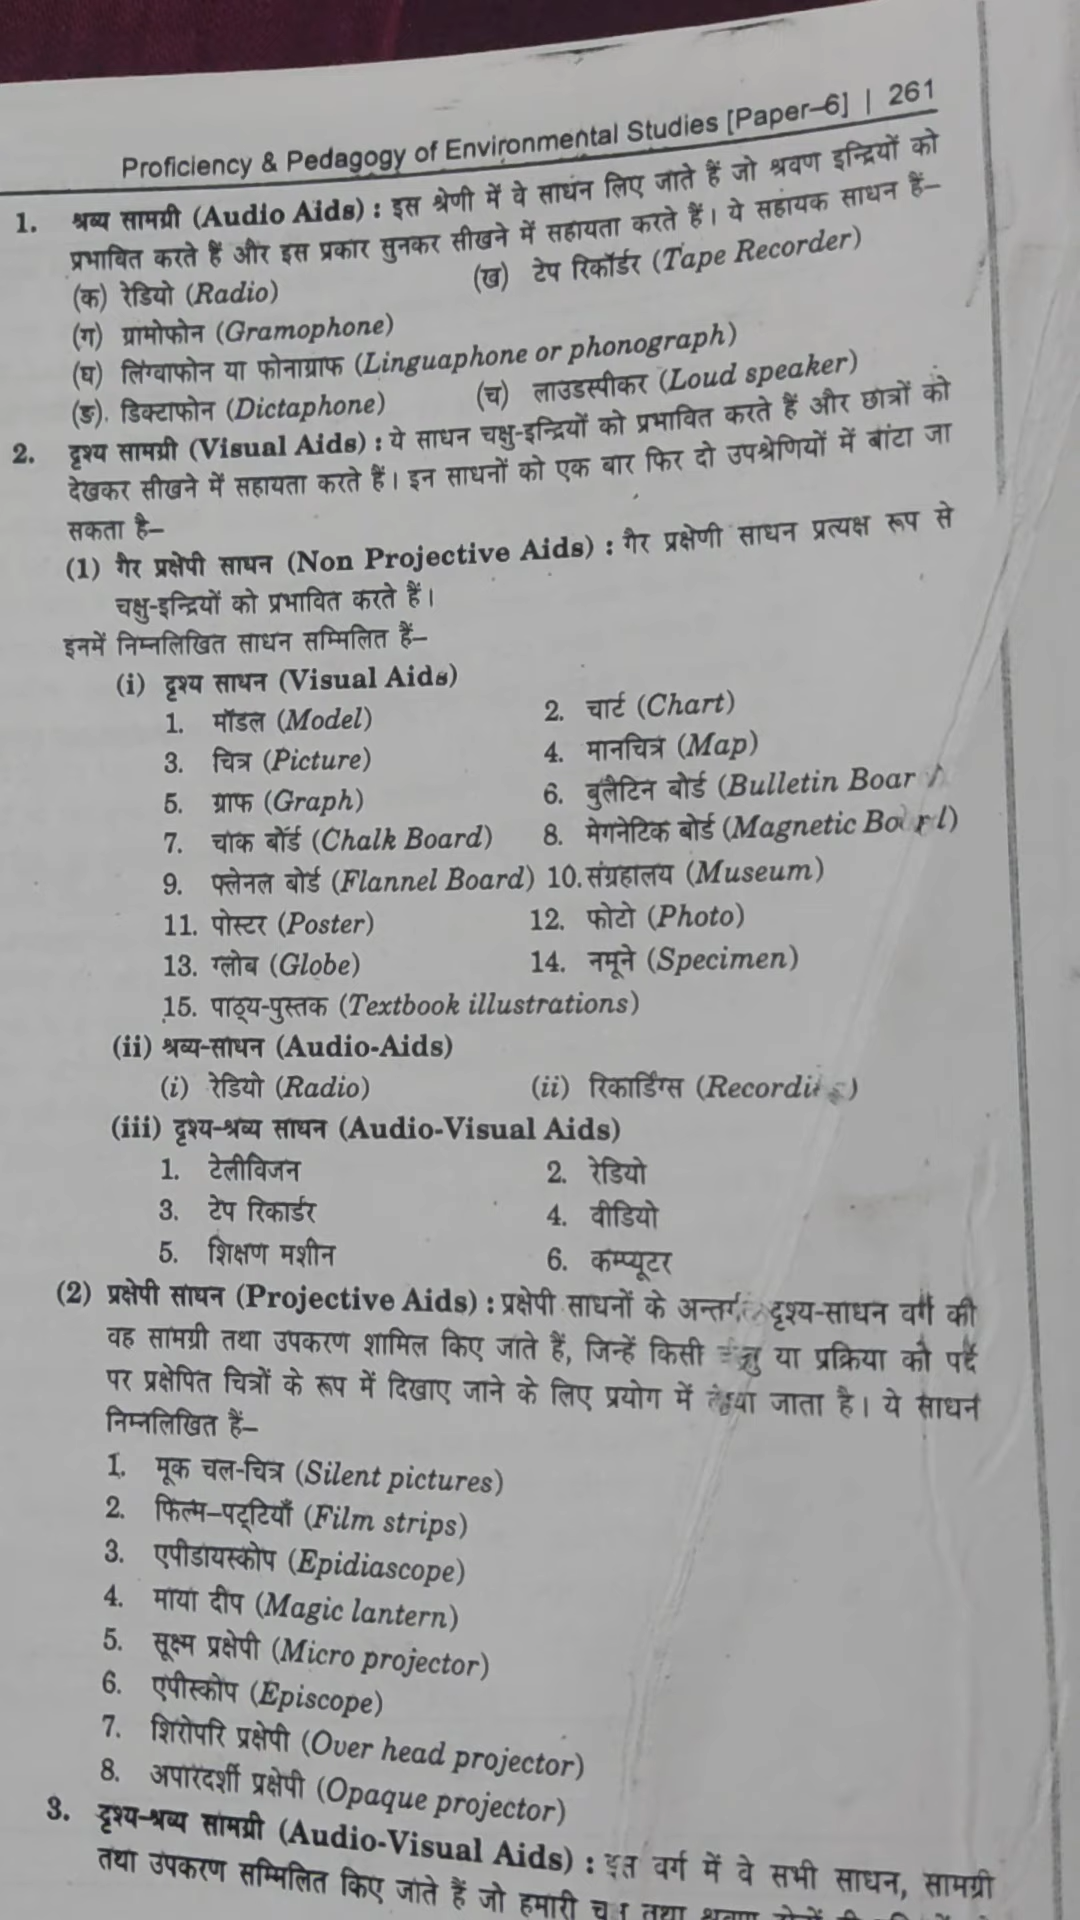 Proficiency & Pedagogy of Environmental Studies [Paper–6] | 261
1. श्रव्य सामग्री (Audio Aids) : इस श्रेणी में वे साधन लिए जाते हैं जो श्रवण इन्द्रियों को
प्रभावित करते हैं और इस प्रकार सुनकर सीखने में सहायता करते हैं। ये सहायक साधन हैं–
(क) रेडियो (Radio) (ख) टेप रिकॉर्डर (Tape Recorder)
(ग) ग्रामोफोन (Gramophone)
(घ) लिंग्वाफोन या फोनाग्राफ (Linguaphone or phonograph)
(ङ). डिक्टाफोन (Dictaphone) (च) लाउडस्पीकर (Loud speaker)
2. दृश्य सामग्री (Visual Aids) : ये साधन चक्षु-इन्द्रियों को प्रभावित करते हैं और छात्रों को
देखकर सीखने में सहायता करते हैं। इन साधनों को एक बार फिर दो उपश्रेणियों में बांटा जा
सकता है–
(1) गैर प्रक्षेपी साधन (Non Projective Aids) : गैर प्रक्षेणी साधन प्रत्यक्ष रूप से
चक्षु-इन्द्रियों को प्रभावित करते हैं।
इनमें निम्नलिखित साधन सम्मिलित हैं–
(i) दृश्य साधन (Visual Aids)
1. मॉडल (Model) 2. चार्ट (Chart)
3. चित्र (Picture) 4. मानचित्र (Map)
5. ग्राफ (Graph) 6. बुलैटिन बोर्ड (Bulletin Boar
7. चाक बॉर्ड (Chalk Board) 8. मेगनेटिक बोर्ड (Magnetic
9. फ्लेनल बोर्ड (Flannel Board) 10. संग्रहालय (Museum)
11. पोस्टर (Poster) 12. फोटो (Photo)
13. ग्लोब (Globe) 14. नमूने (Specimen)
15. पाठ्य-पुस्तक (Textbook illustrations)
(ii) श्रव्य-साधन (Audio-Aids)
(i) रेडियो (Radio) (ii) रिकार्डिंग्स
(iii) दृश्य-श्रव्य साधन (Audio-Visual Aids)
1. टेलीविजन 2. रेडियो
3. टेप रिकार्डर 4. वीडियो
5. शिक्षण मशीन 6. कम्प्यूटर
(2) प्रक्षेपी साधन (Projective Aids) : प्रक्षेपी साधनों के दृश्य-साधन वर्ग की
वह सामग्री तथा उपकरण शामिल किए जाते हैं, जिन्हें किसी या प्रक्रिया को पर्दे
पर प्रक्षेपित चित्रों के रूप में दिखाए जाने के लिए प्रयोग में जाता है। ये साधन
निम्नलिखित हैं–
1. मूक चल-चित्र (Silent pictures)
2. फिल्म–पट्टियाँ (Film strips)
3. एपीडायस्कोप (Epidiascope)
4. माया दीप (Magic lantern)
5. सूक्ष्म प्रक्षेपी (Micro projector)
6. एपीस्कोप (Episcope)
7. शिरोपरि प्रक्षेपी (Over head projector)
8. अपारदर्शी प्रक्षेपी (Opaque projector)
3. दृश्य-श्रव्य सामग्री (Audio-Visual Aids) : इस वर्ग में वे सभी साधन, सामग्री
तथा उपकरण सम्मिलित किए जाते हैं जो हमारी